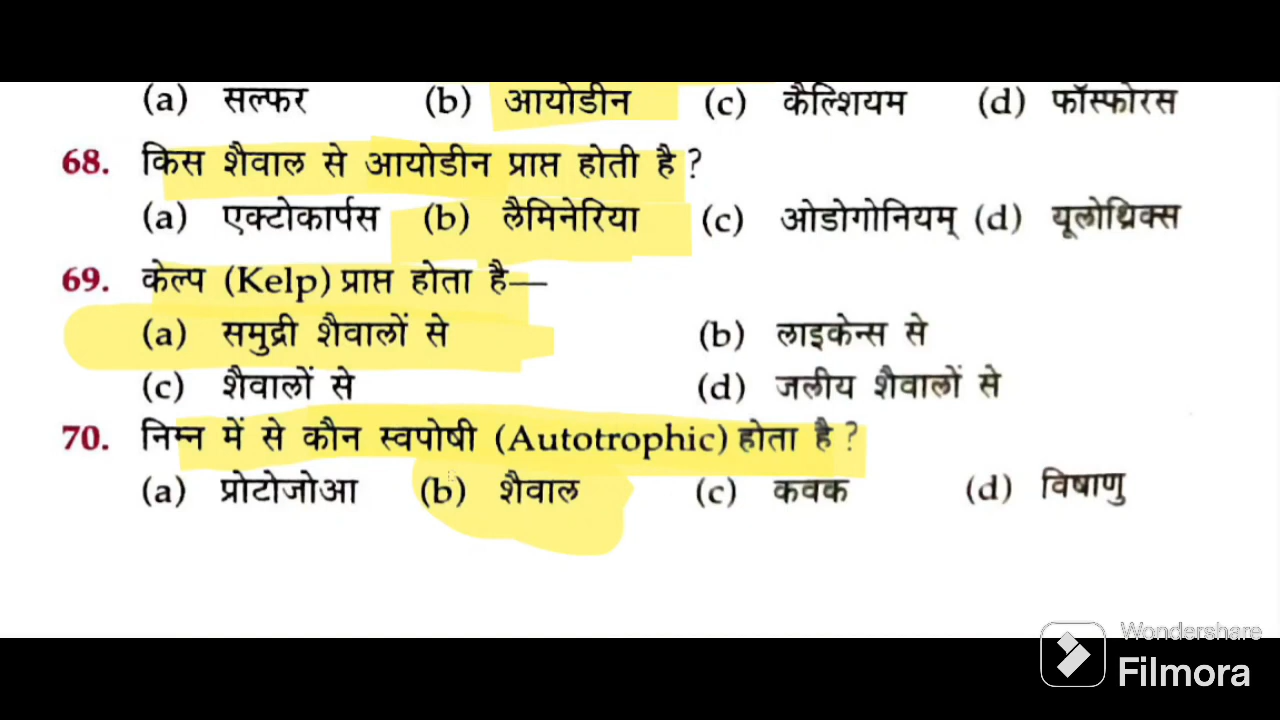 (a) सल्फर (b) आयोडीन (c) कैल्शियम (d) फॉस्फोरस
68. किस शैवाल से आयोडीन प्राप्त होती है ?
(a) एक्टोकार्पस (b) लैमिनेरिया (c) ओडोगोनियम् (d) यूलोथ्रिक्स
69. केल्प (Kelp) प्राप्त होता है—
(a) समुद्री शैवालों से (b) लाइकेन्स से
(c) शैवालों से (d) जलीय शैवालों से
70. निम्न में से कौन स्वपोषी (Autotrophic) होता है ?
(a) प्रोटोजोआ (b) शैवाल (c) कवक (d) विषाणु
Wondershare
Filmora